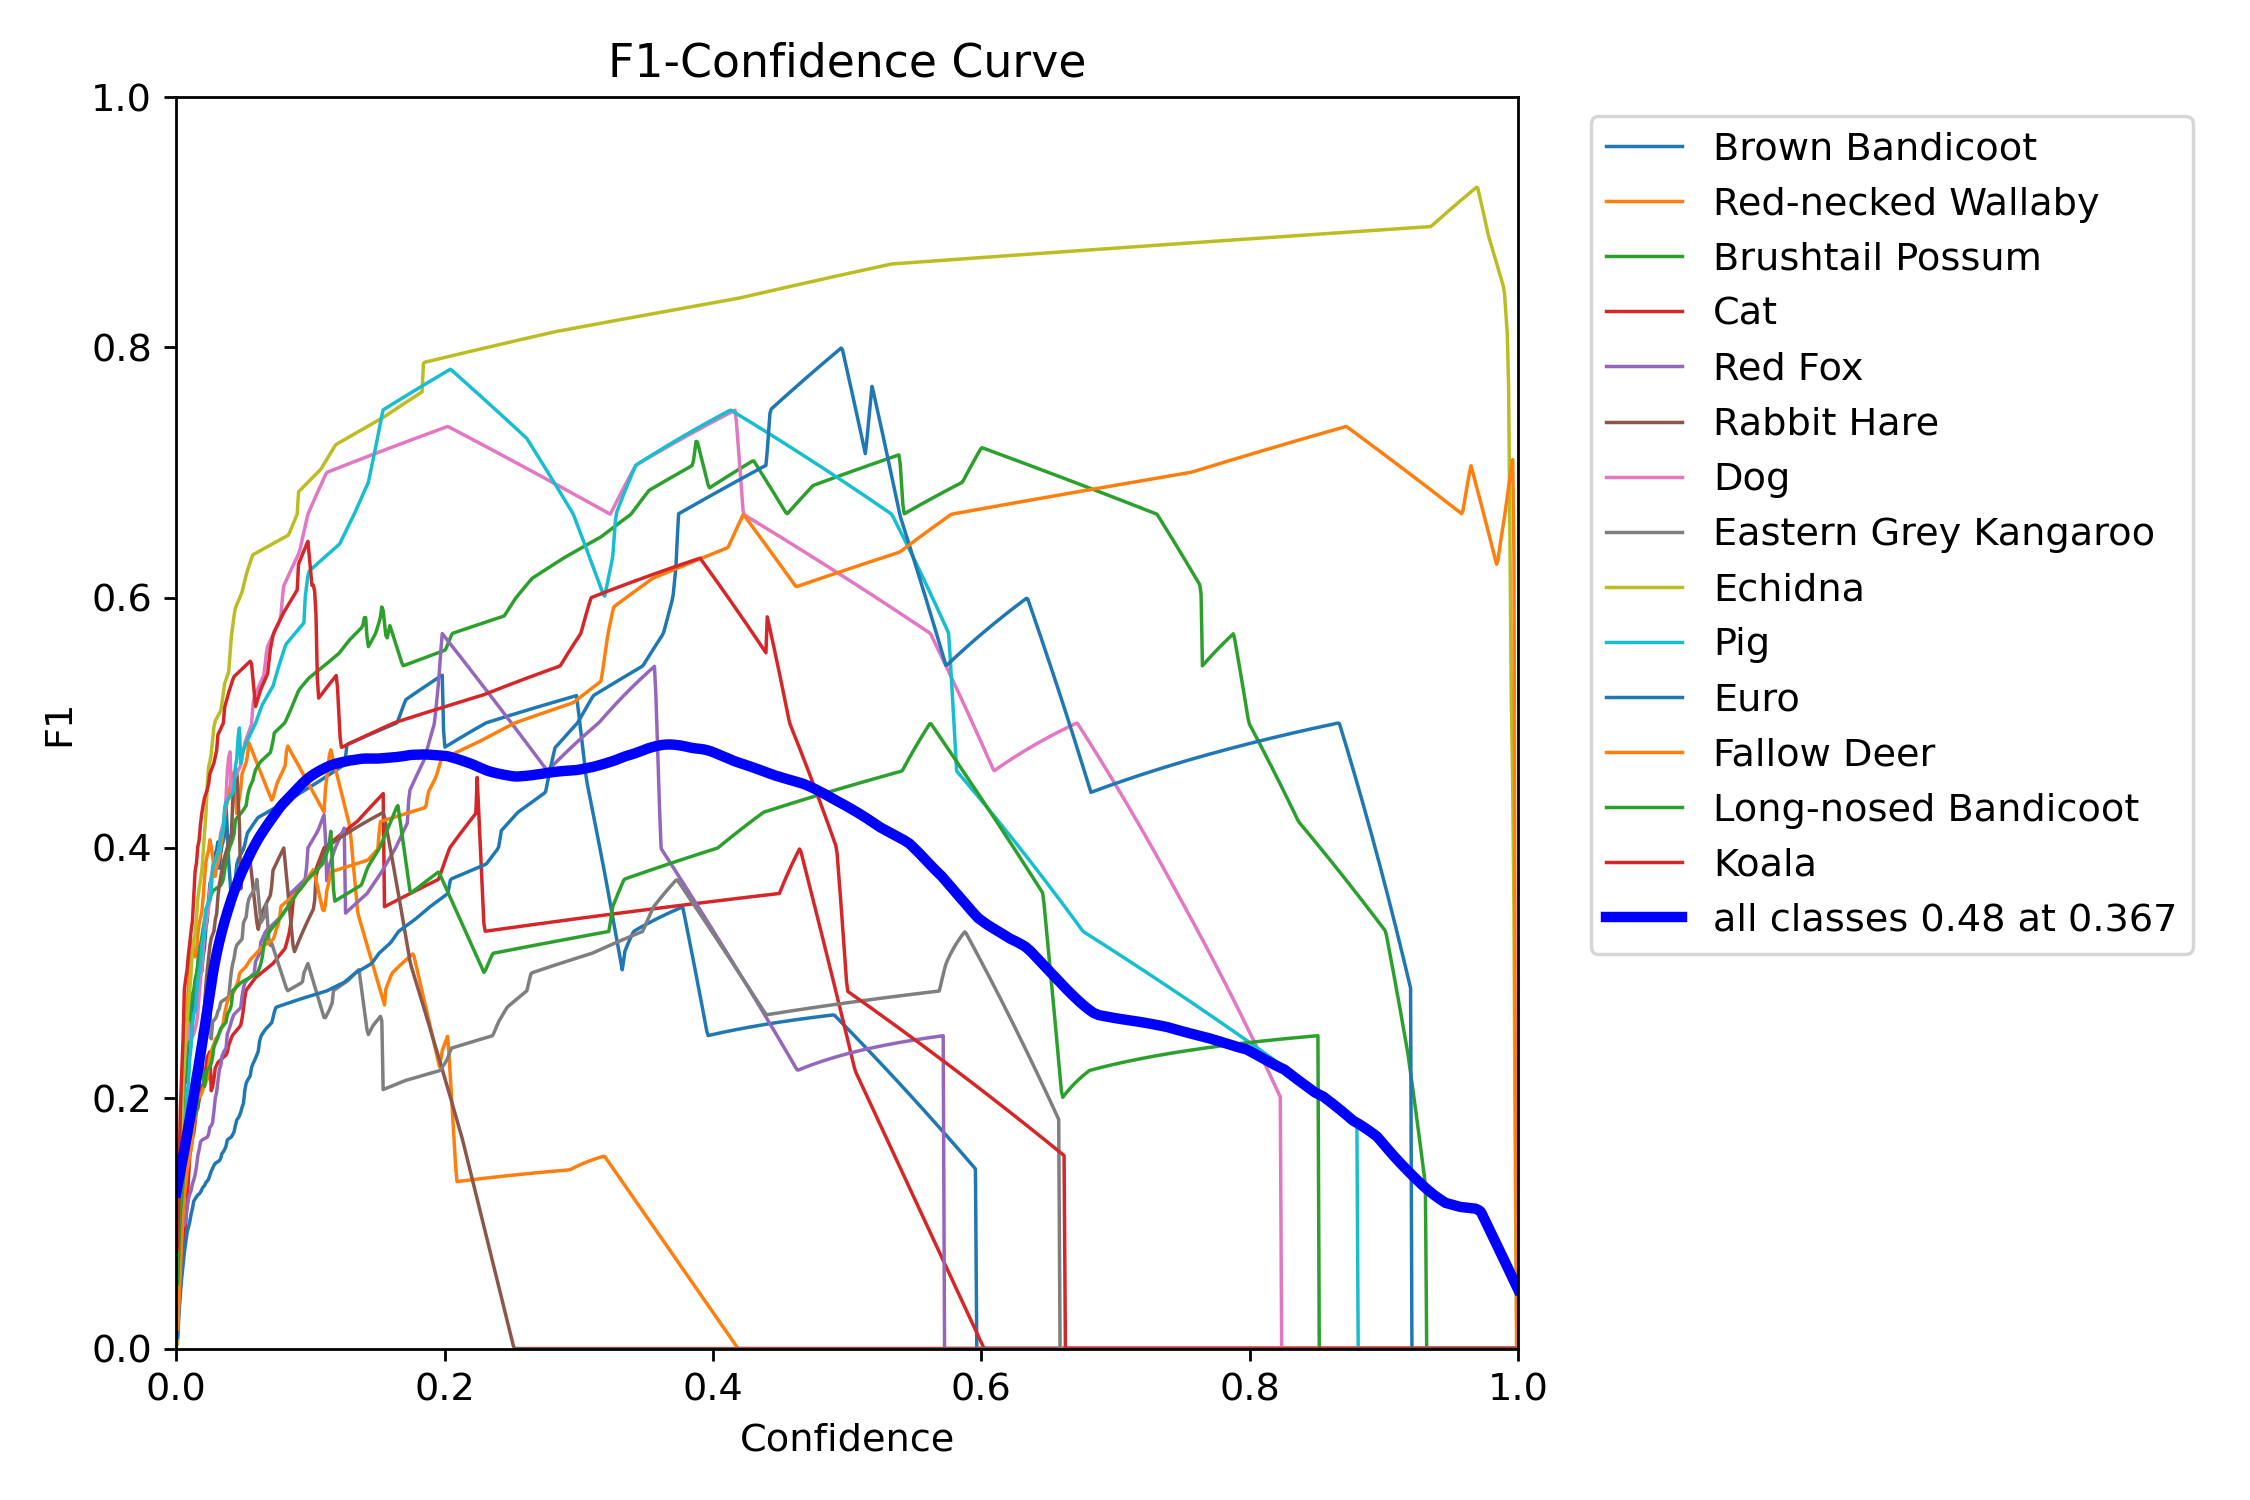 F1-Confidence Curve
1.0
0.8
0.6
0.4
0.2
0.0
F1
0.0 0.2 0.4 0.6 0.8 1.0
Confidence
Brown Bandicoot
Red-necked Wallaby
Brushtail Possum
Cat
Red Fox
Rabbit Hare
Dog
Eastern Grey Kangaroo
Echidna
Pig
Euro
Fallow Deer
Long-nosed Bandicoot
Koala
all classes 0.48 at 0.367